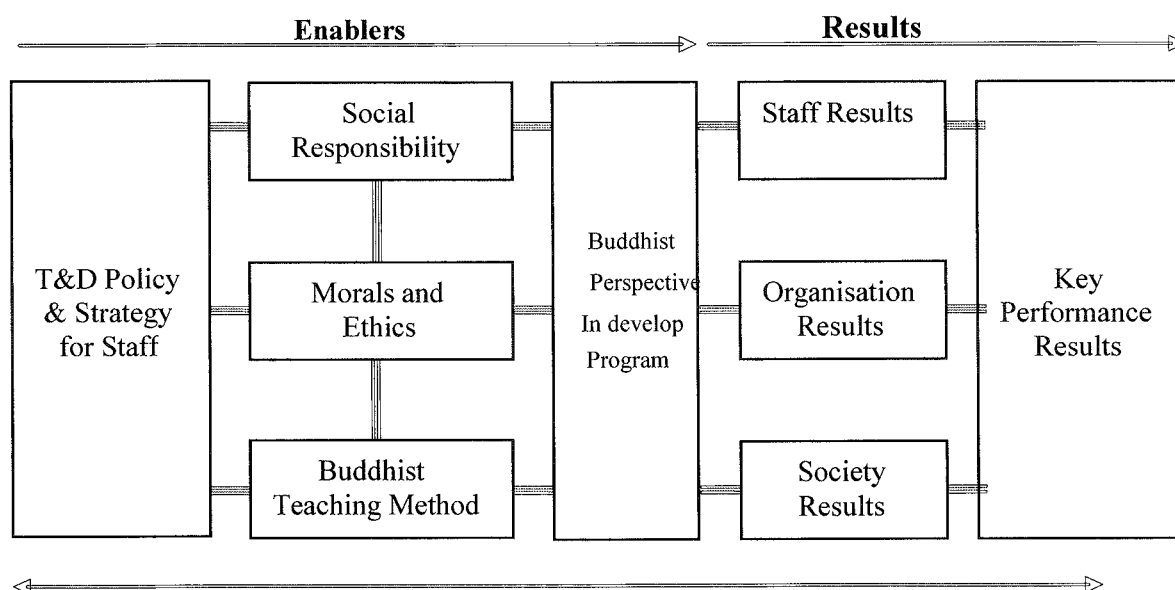 Enablers
Results
T&D Policy
& Strategy
for Staff
Social
Responsibility
Morals and
Ethics
Buddhist
Teaching Method
Buddhist
Perspective
In develop
Program
Staff Results
Organisation
Results
Society
Results
Key
Performance
Results